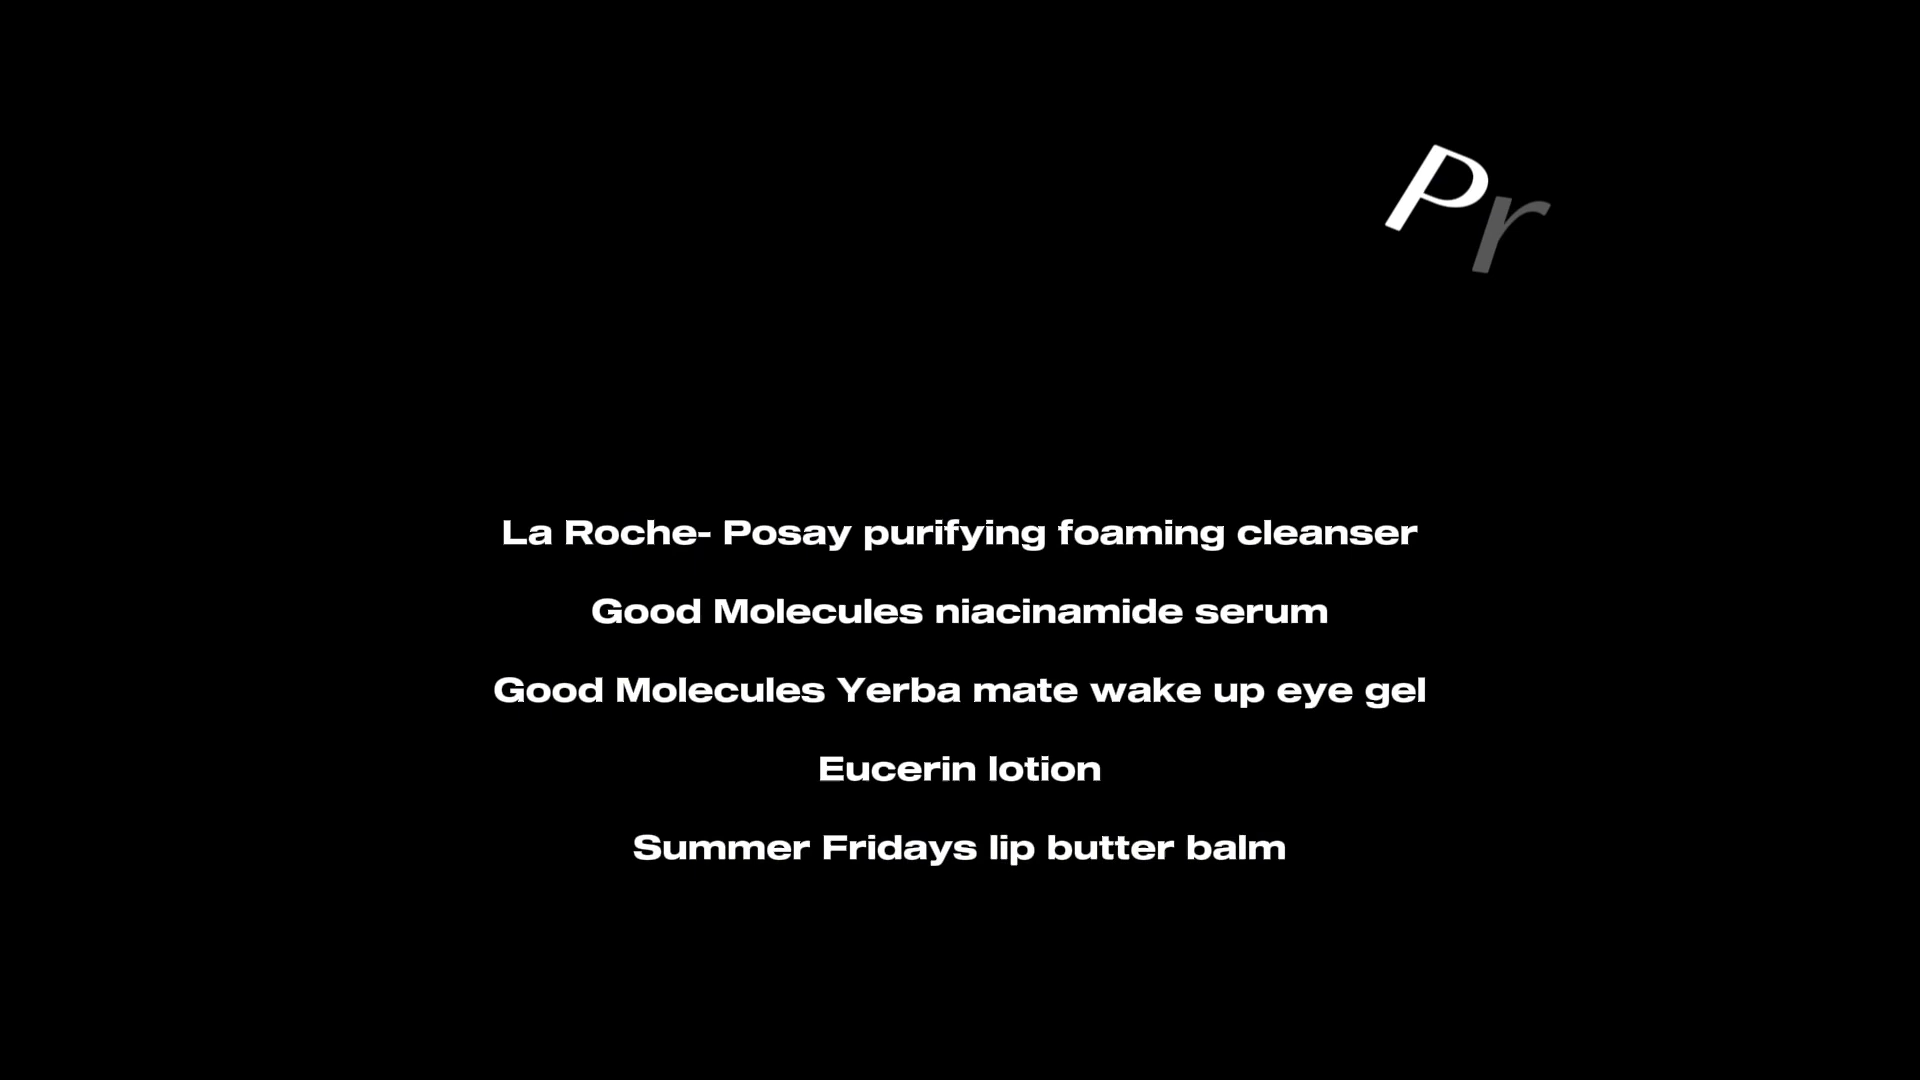 Pr
La Roche- Posay purifying foaming cleanser
Good Molecules niacinamide serum
Good Molecules Yerba mate wake up eye gel
Eucerin lotion
Summer Fridays lip butter balm